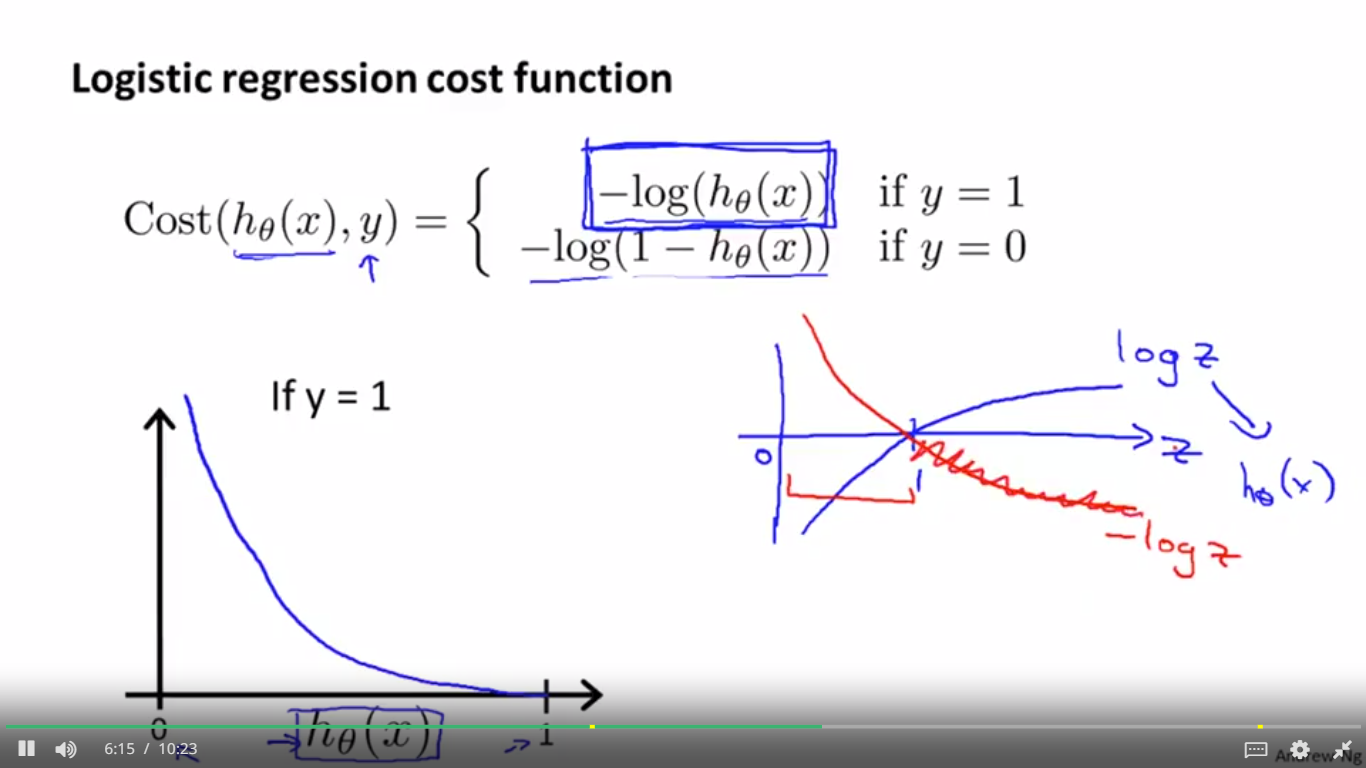 Logistic regression cost function
Cost(hθ(x), y) = {
−log(hθ(x)) if y = 1
−log(1 − hθ(x)) if y = 0
If y = 1
log z
z
0
1
hθ(x)
−log z
0
hθ(x)
1
6:15 / 10:23
Andrew Ng